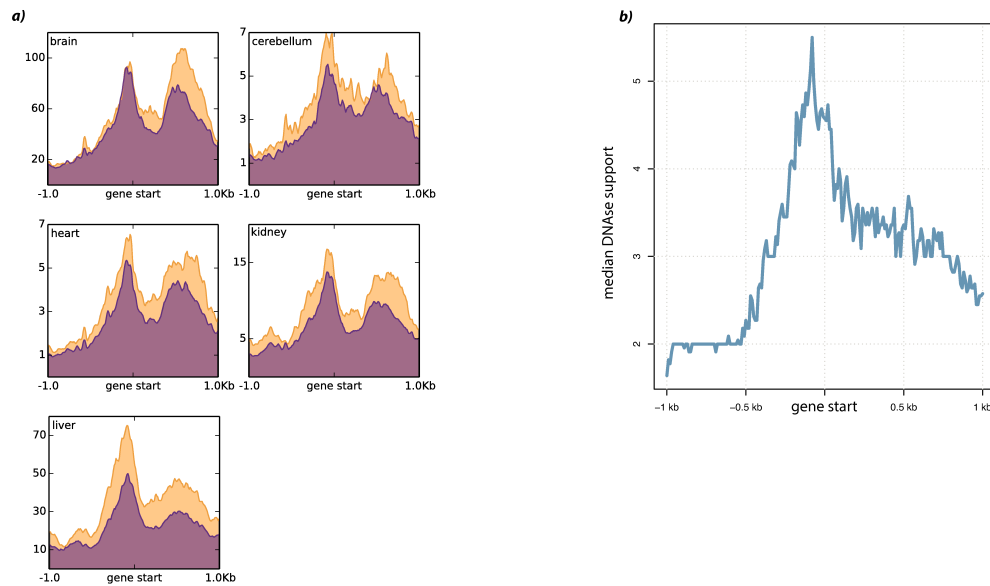 a)
brain
100
60
20
-1.0 gene start 1.0Kb
cerebellum
7
5
3
1
-1.0 gene start 1.0Kb
heart
7
5
3
1
-1.0 gene start 1.0Kb
kidney
15
5
-1.0 gene start 1.0Kb
liver
70
50
30
10
-1.0 gene start 1.0Kb
b)
median DNAse support
5
4
3
2
−1 kb −0.5 kb gene start 0.5 kb 1 kb